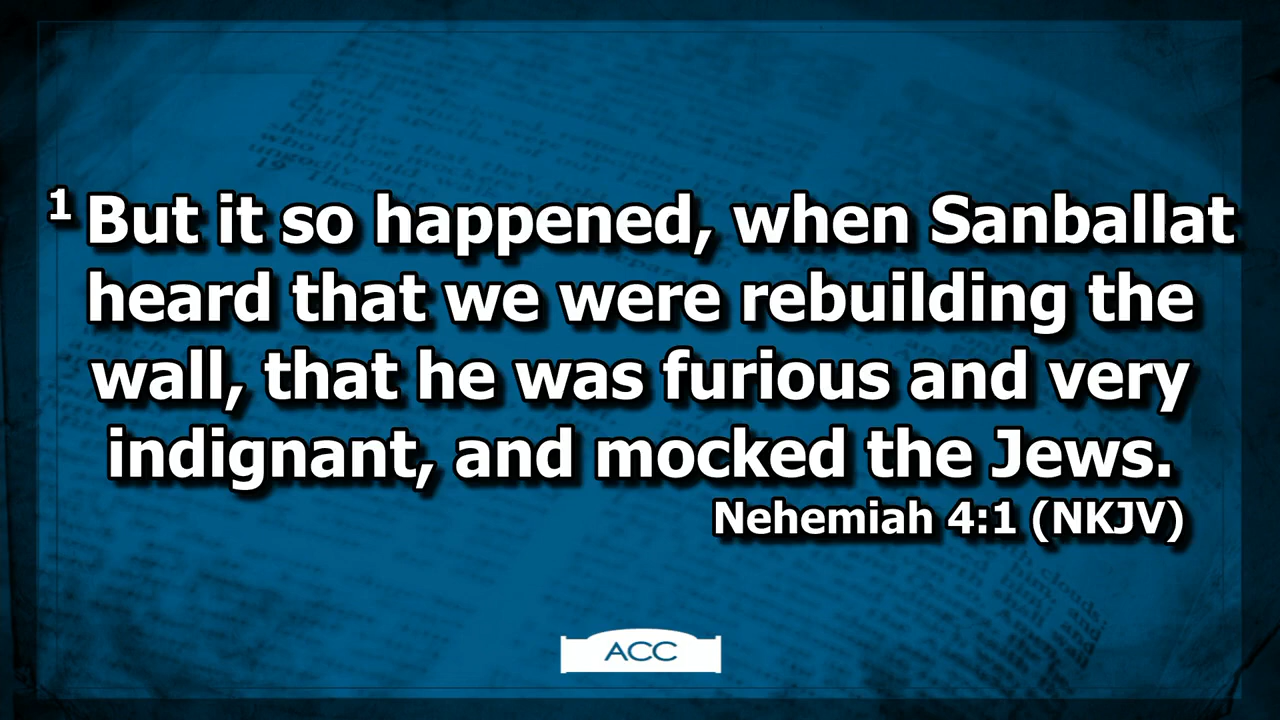 1 But it so happened, when Sanballat
heard that we were rebuilding the
wall, that he was furious and very
indignant, and mocked the Jews.
Nehemiah 4:1 (NKJV)
ACC